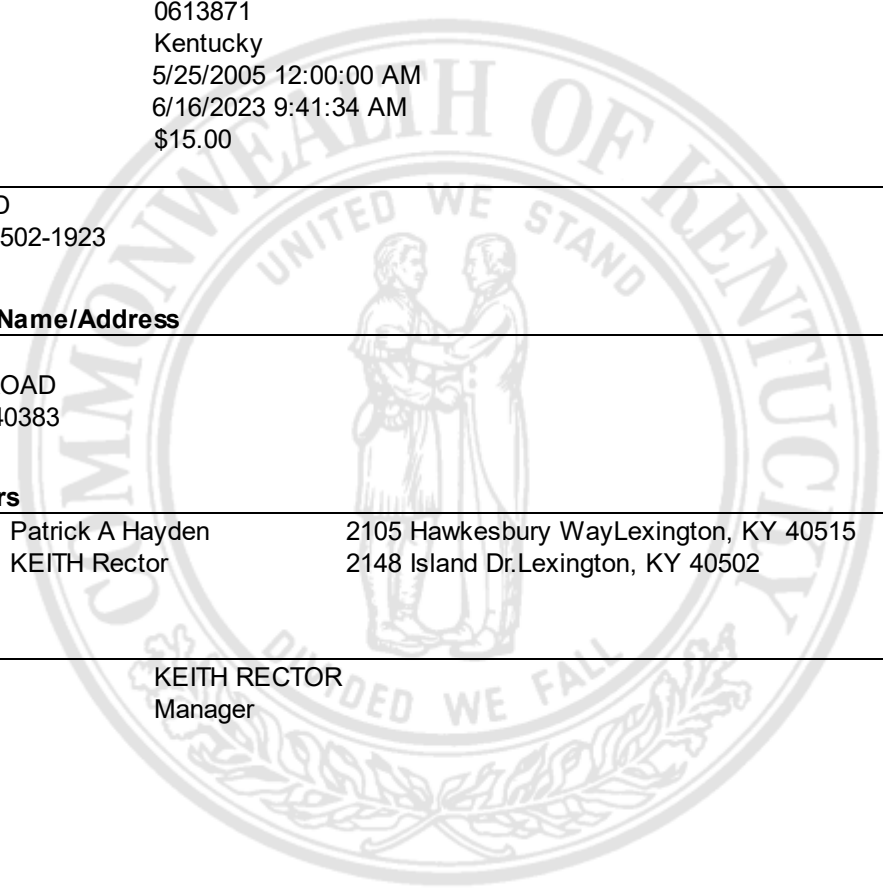 0613871
Kentucky
5/25/2005 12:00:00 AM
6/16/2023 9:41:34 AM
$15.00
D
502-1923
Name/Address
OAD
40383
rs
Patrick A Hayden 2105 Hawkesbury WayLexington, KY 40515
KEITH Rector 2148 Island Dr.Lexington, KY 40502
KEITH RECTOR
Manager
COMMONWEALTH OF KENTUCKY
UNITED WE STAND
DIVIDED WE FALL